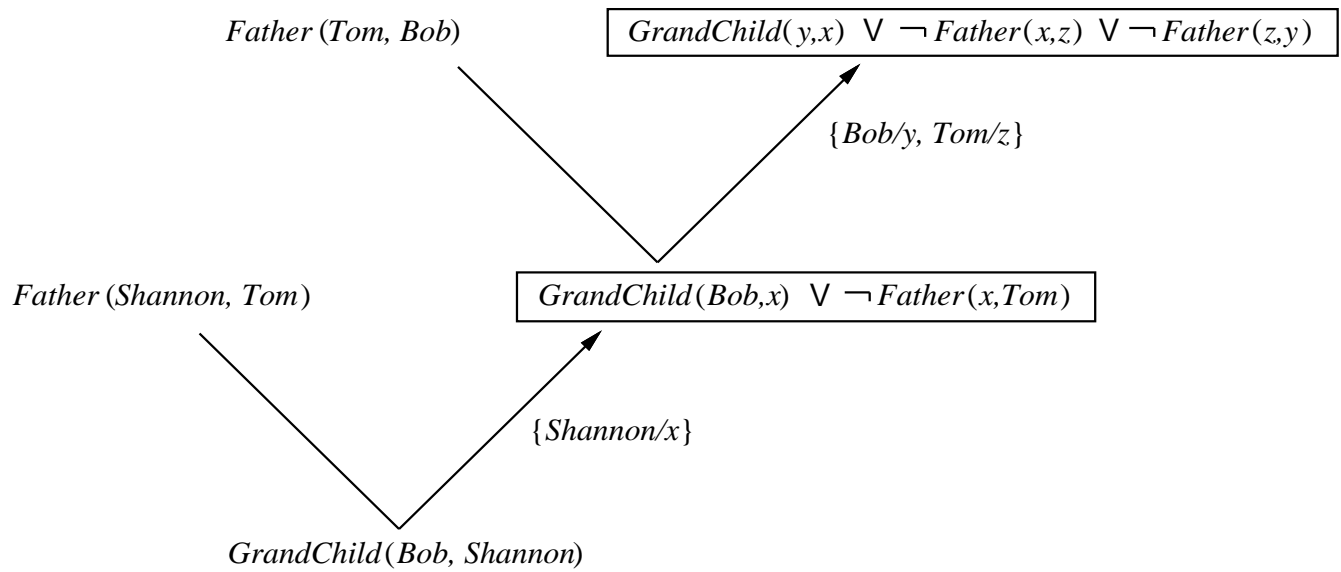 Father (Tom, Bob)
GrandChild(y,x) ∨ ¬ Father(x,z) ∨ ¬ Father(z,y)
{Bob/y, Tom/z}
Father (Shannon, Tom)
GrandChild(Bob,x) ∨ ¬ Father(x,Tom)
{Shannon/x}
GrandChild(Bob, Shannon)